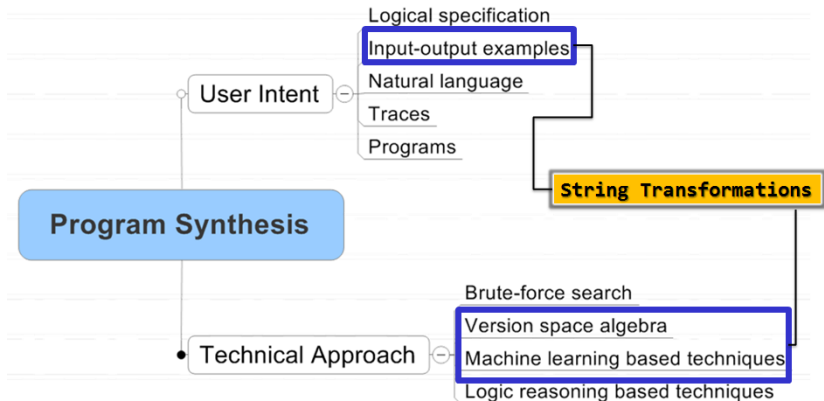 Logical specification
Input-output examples
User Intent
Natural language
Traces
Programs
String Transformations
Program Synthesis
Brute-force search
Version space algebra
Technical Approach
Machine learning based techniques
Logic reasoning based techniques